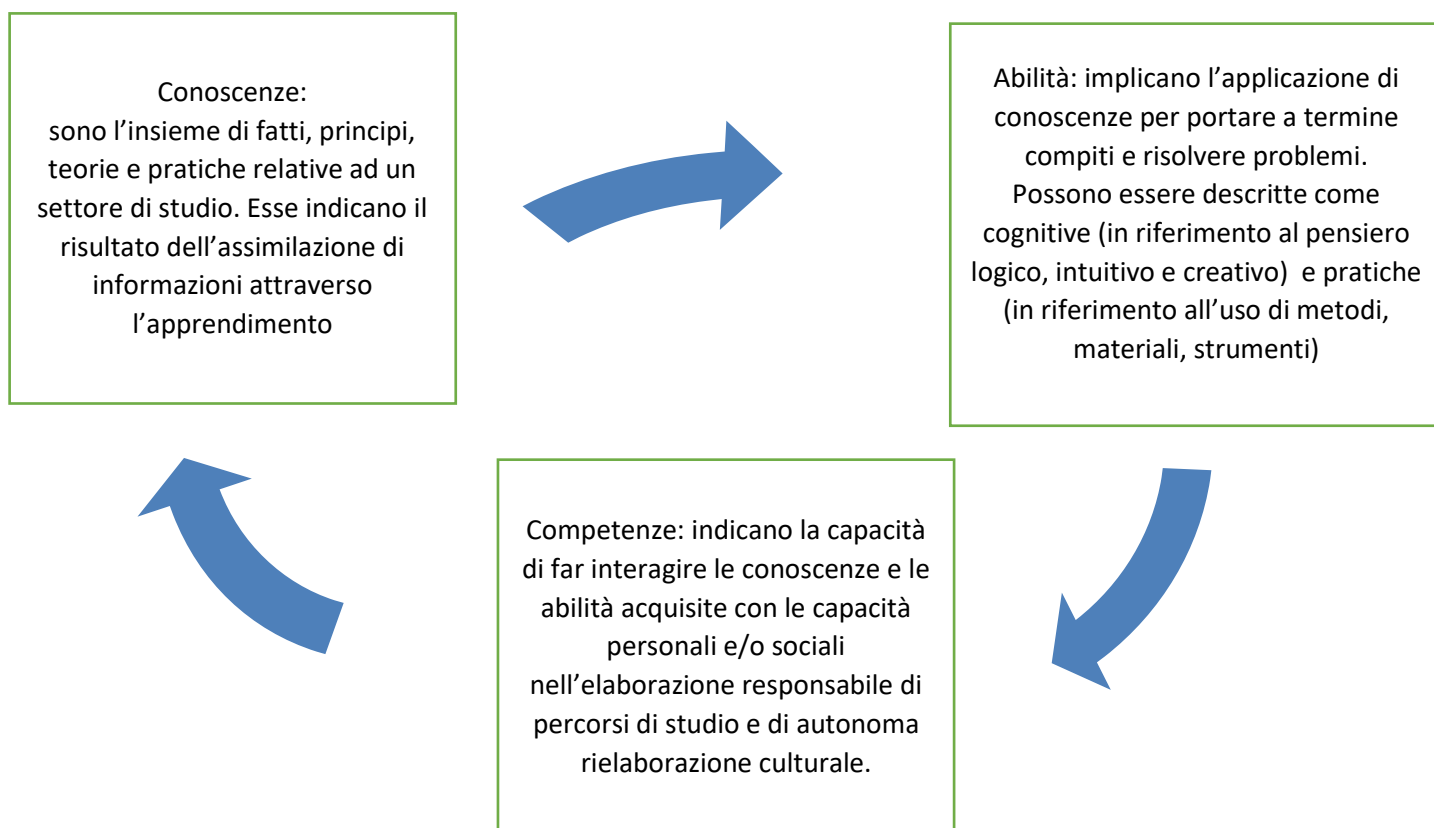 Conoscenze:
sono l’insieme di fatti, principi,
teorie e pratiche relative ad un
settore di studio. Esse indicano il
risultato dell’assimilazione di
informazioni attraverso
l’apprendimento
Abilità: implicano l’applicazione di
conoscenze per portare a termine
compiti e risolvere problemi.
Possono essere descritte come
cognitive (in riferimento al pensiero
logico, intuitivo e creativo)  e pratiche
(in riferimento all’uso di metodi,
materiali, strumenti)
Competenze: indicano la capacità
di far interagire le conoscenze e le
abilità acquisite con le capacità
personali e/o sociali
nell’elaborazione responsabile di
percorsi di studio e di autonoma
rielaborazione culturale.